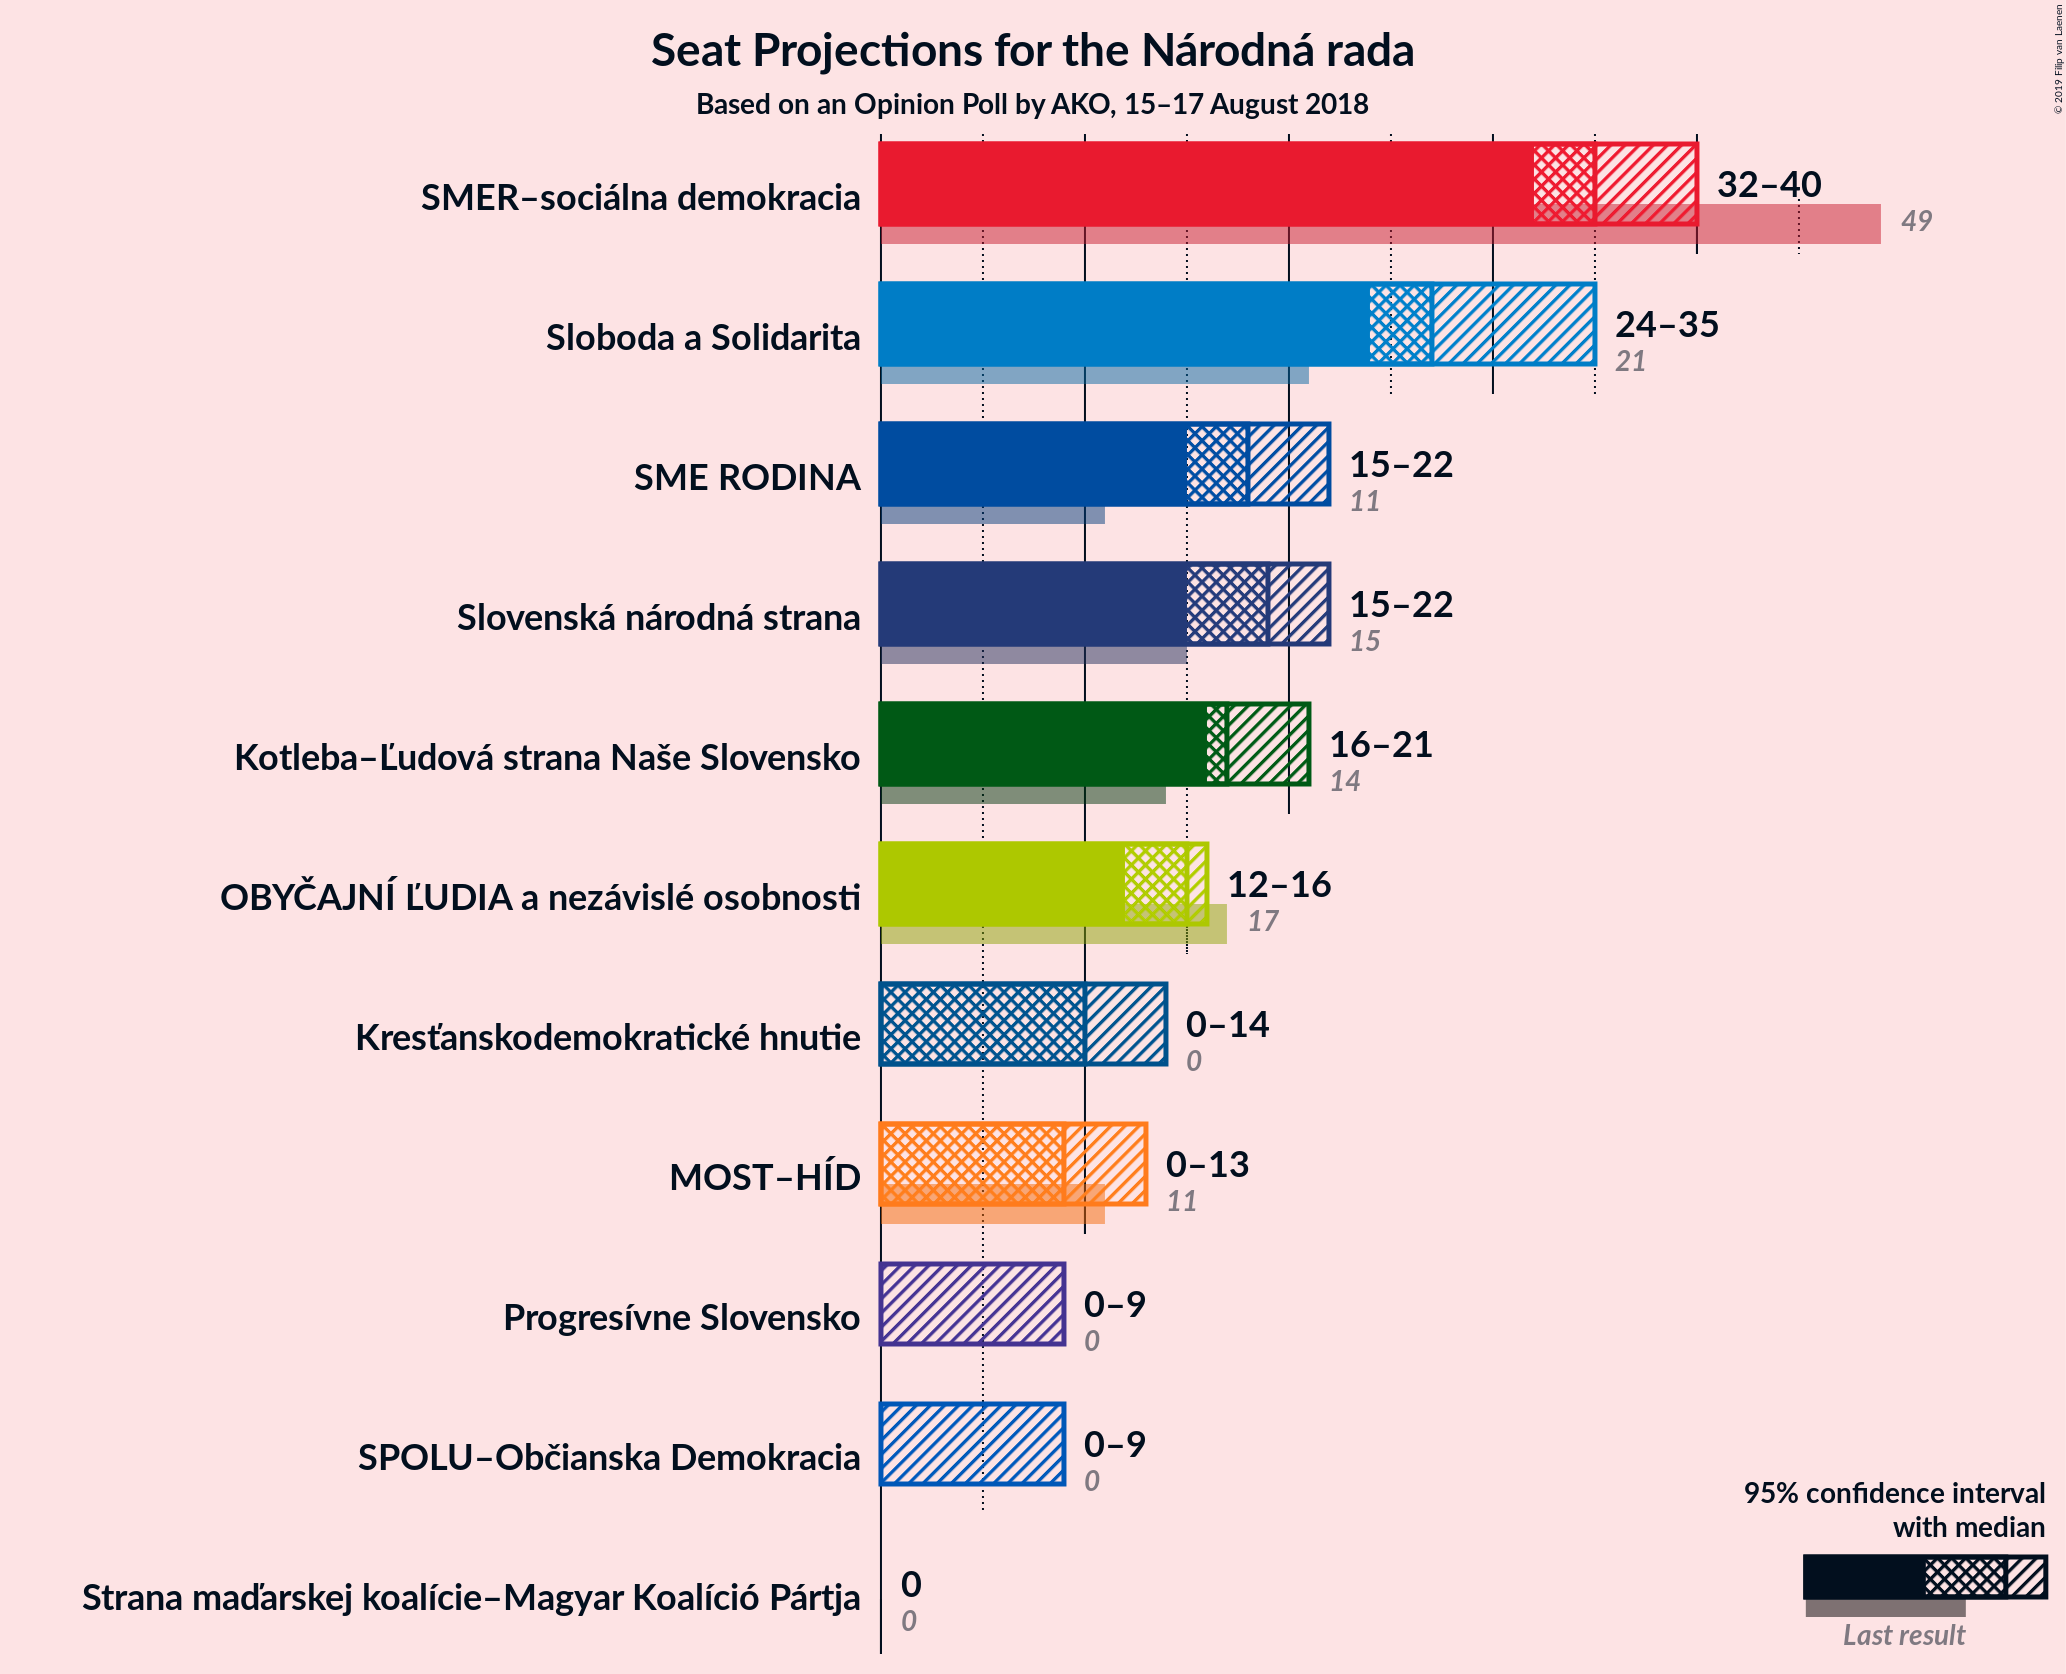 Seat Projections for the Národná rada
Based on an Opinion Poll by AKO, 15–17 August 2018
© 2019 Filip van Laenen
SMER–sociálna demokracia
32–40
49
Sloboda a Solidarita
24–35
21
SME RODINA
15–22
11
Slovenská národná strana
15–22
15
Kotleba–Ľudová strana Naše Slovensko
16–21
14
OBYČAJNÍ ĽUDIA a nezávislé osobnosti
12–16
17
Kresťanskodemokratické hnutie
0–14
0
MOST–HÍD
0–13
11
Progresívne Slovensko
0–9
0
SPOLU–Občianska Demokracia
0–9
0
Strana maďarskej koalície–Magyar Koalíció Pártja
0
0
95% confidence interval
with median
Last result